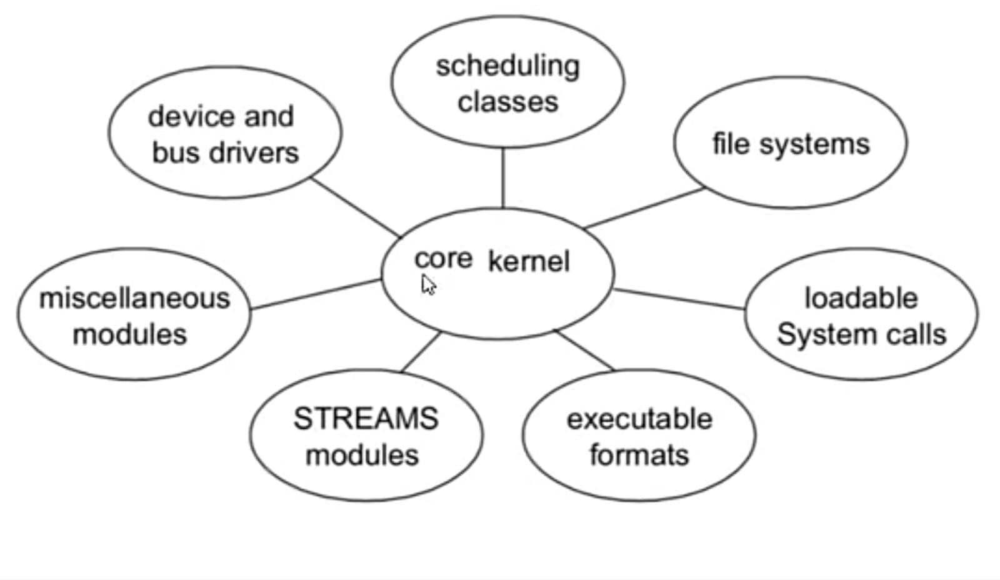 scheduling
classes
device and
bus drivers
file systems
core kernel
miscellaneous
modules
loadable
System calls
STREAMS
modules
executable
formats